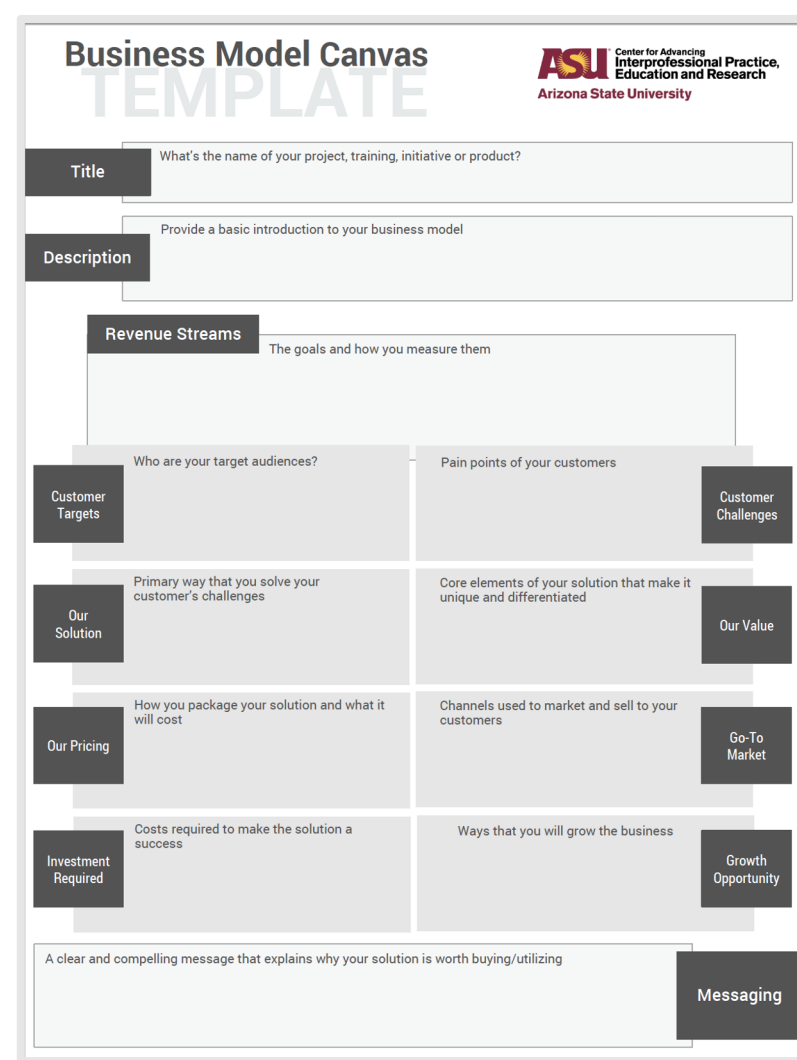 Business Model Canvas
TEMPLATE
ASU
Center for Advancing
Interprofessional Practice,
Education and Research
Arizona State University
Title
What's the name of your project, training, initiative or product?
Description
Provide a basic introduction to your business model
Revenue Streams
The goals and how you measure them
Customer
Targets
Who are your target audiences?
Pain points of your customers
Customer
Challenges
Our
Solution
Primary way that you solve your
customer's challenges
Core elements of your solution that make it
unique and differentiated
Our Value
Our Pricing
How you package your solution and what it
will cost
Channels used to market and sell to your
customers
Go-To
Market
Investment
Required
Costs required to make the solution a
success
Ways that you will grow the business
Growth
Opportunity
A clear and compelling message that explains why your solution is worth buying/utilizing
Messaging